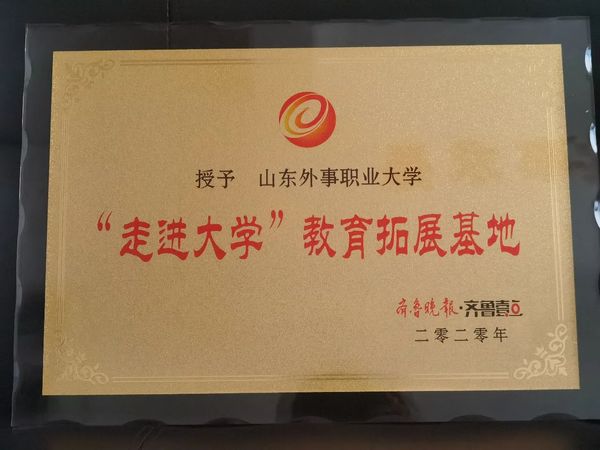 授予 山东外事职业大学
“走进大学”教育拓展基地
齐鲁晚报·齐鲁壹点
二零二零年